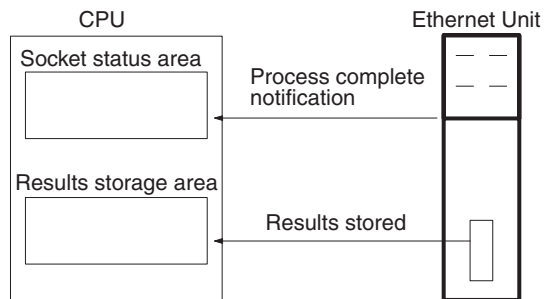 CPU
Ethernet Unit
Socket status area
Process complete
notification
Results storage area
Results stored